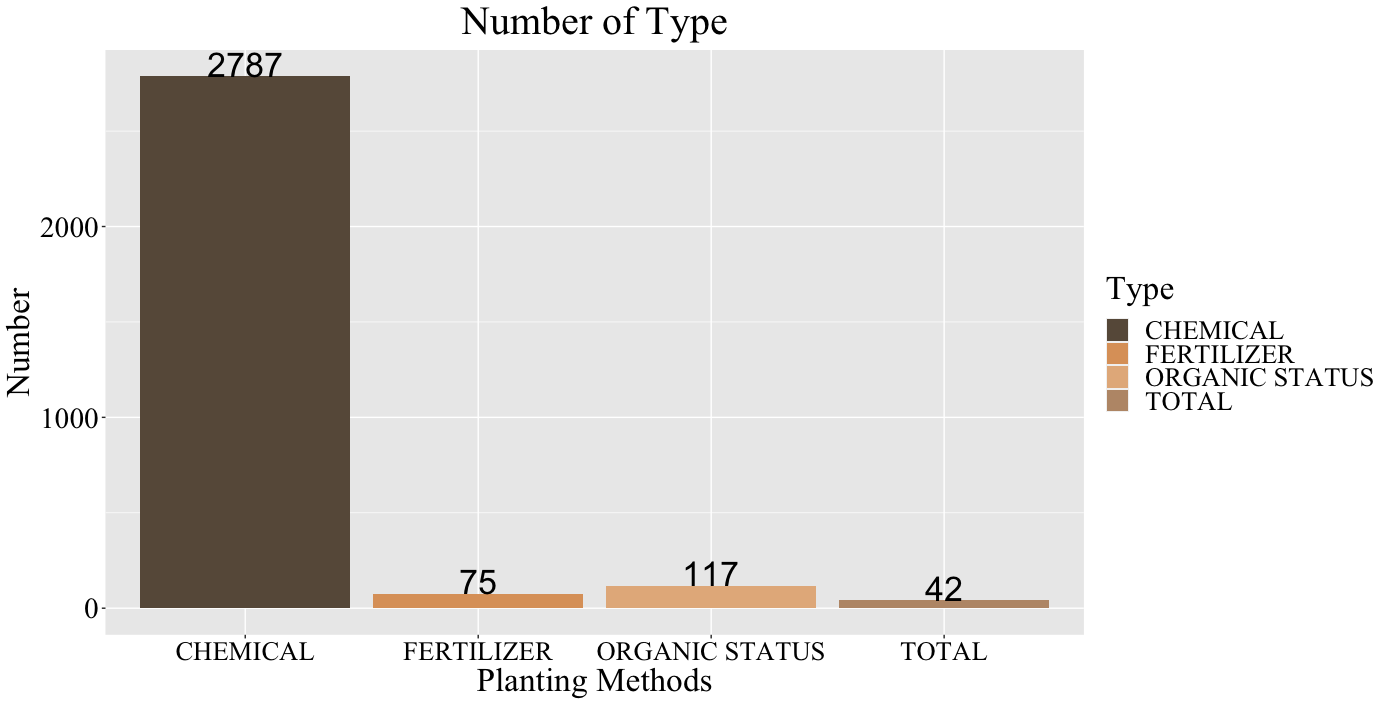 Number of Type
2787
2000
1000
0
Number
75
117
42
CHEMICAL
FERTILIZER
ORGANIC STATUS
TOTAL
Planting Methods
Type
CHEMICAL
FERTILIZER
ORGANIC STATUS
TOTAL